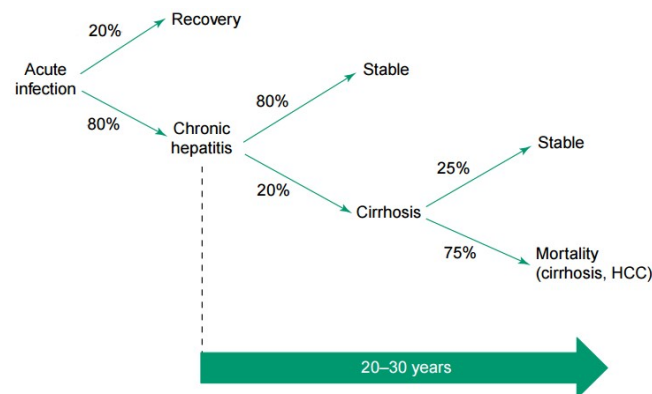 20%
Recovery
Acute
infection
80%
Chronic
hepatitis
80%
Stable
20%
Cirrhosis
25%
Stable
75%
Mortality
(cirrhosis, HCC)
20–30 years